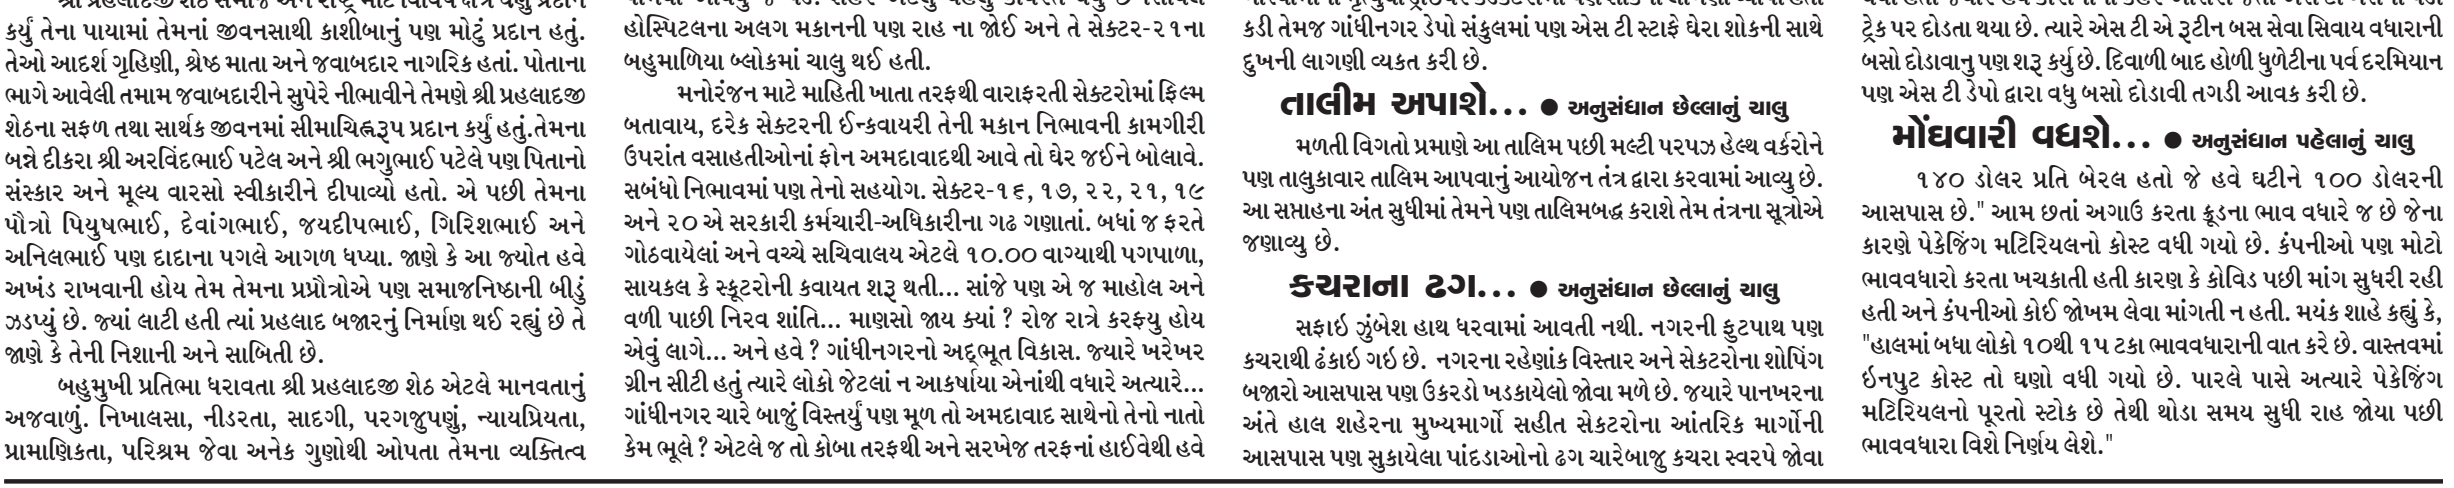 શ્રી પ્રહલાદજી શેઠે સમાજ અને રાષ્ટ્ર માટે વિવિધ ક્ષેત્રે ઘણું પ્રદાન
કર્યું તેના પાયામાં તેમનાં જીવનસાથી કાશીબાનું પણ મોટું પ્રદાન હતું.
તેઓ આદર્શ ગૃહિણી, શ્રેષ્ઠ માતા અને જવાબદાર નાગરિક હતાં. પોતાના
ભાગે આવેલી તમામ જવાબદારીને સુપેરે નીભાવીને તેમણે શ્રી પ્રહલાદજી
શેઠના સફળ તથા સાર્થક જીવનમાં સીમાચિહ્નરૂપ પ્રદાન કર્યું હતું.તેમના
બન્ને દીકરા શ્રી અરવિંદભાઈ પટેલ અને શ્રી ભગુભાઈ પટેલે પણ પિતાનો
સંસ્કાર અને મૂલ્ય વારસો સ્વીકારીને દીપાવ્યો હતો. એ પછી તેમના
પૌત્રો પિયુષભાઈ, દેવાંગભાઈ, જયદીપભાઈ, ગિરિશભાઈ અને
અનિલભાઈ પણ દાદાના પગલે આગળ ધપ્યા. જાણે કે આ જ્યોત હવે
અખંડ રાખવાની હોય તેમ તેમના પ્રપૌત્રોએ પણ સમાજનિષ્ઠાની બીડું
ઝડપ્યું છે. જ્યાં લાટી હતી ત્યાં પ્રહલાદ બજારનું નિર્માણ થઈ રહ્યું છે તે
જાણે કે તેની નિશાની અને સાબિતી છે.
બહુમુખી પ્રતિભા ધરાવતા શ્રી પ્રહલાદજી શેઠ એટલે માનવતાનું
અજવાળું. નિખાલસા, નીડરતા, સાદગી, પરગજુપણું, ન્યાયપ્રિયતા,
પ્રામાણિકતા, પરિશ્રમ જેવા અનેક ગુણોથી ઓપતા તેમના વ્યક્તિત્વ
હોસ્પિટલના અલગ મકાનની પણ રાહ ના જોઈ અને તે સેક્ટર-૨૧ના
બહુમાળિયા બ્લોકમાં ચાલુ થઈ હતી.
મનોરંજન માટે માહિતી ખાતા તરફથી વારાફરતી સેક્ટરોમાં ફિલ્મ
બતાવાય, દરેક સેક્ટરની ઈન્કવાયરી તેની મકાન નિભાવની કામગીરી
ઉપરાંત વસાહતીઓનાં ફોન અમદાવાદથી આવે તો ઘેર જઈને બોલાવે.
સબંધો નિભાવમાં પણ તેનો સહયોગ. સેક્ટર-૧૬, ૧૭, ૨૨, ૨૧, ૧૯
અને ૨૦ એ સરકારી કર્મચારી-અધિકારીના ગઢ ગણાતાં. બધાં જ ફરતે
ગોઠવાયેલાં અને વચ્ચે સચિવાલય એટલે ૧૦.૦૦ વાગ્યાથી પગપાળા,
સાયકલ કે સ્કૂટરોની કવાયત શરૂ થતી... સાંજે પણ એ જ માહોલ અને
વળી પાછી નિરવ શાંતિ... માણસો જાય ક્યાં ? રોજ રાત્રે કરફ્યુ હોય
એવું લાગે... અને હવે ? ગાંધીનગરનો અદ્ભૂત વિકાસ. જ્યારે ખરેખર
ગ્રીન સીટી હતું ત્યારે લોકો જેટલાં ન આકર્ષાયા એનાંથી વધારે અત્યારે...
ગાંધીનગર ચારે બાજું વિસ્તર્યું પણ મૂળ તો અમદાવાદ સાથેનો તેનો નાતો
કેમ ભૂલે ? એટલે જ તો કોબા તરફથી અને સરખેજ તરફનાં હાઈવેથી હવે
કડી તેમજ ગાંધીનગર ડેપો સંકુલમાં પણ એસ ટી સ્ટાફે ઘેરા શોકની સાથે
દુખની લાગણી વ્યકત કરી છે.
તાલીમ અપાશે... ● અનુસંધાન છેલ્લાનું ચાલુ
મળતી વિગતો પ્રમાણે આ તાલિમ પછી મલ્ટી પરપઝ હેલ્થ વર્કરોને
પણ તાલુકાવાર તાલિમ આપવાનું આયોજન તંત્ર દ્વારા કરવામાં આવ્યુ છે.
આ સપ્તાહના અંત સુધીમાં તેમને પણ તાલિમબદ્ધ કરાશે તેમ તંત્રના સૂત્રોએ
જણાવ્યુ છે.
કચરાના ઢગ... ● અનુસંધાન છેલ્લાનું ચાલુ
સફાઇ ઝુંબેશ હાથ ધરવામાં આવતી નથી. નગરની ફુટપાથ પણ
કચરાથી ઢંકાઇ ગઇ છે. નગરના રહેણાંક વિસ્તાર અને સેકટરોના શોપિંગ
બજારો આસપાસ પણ ઉકરડો ખડકાયેલો જોવા મળે છે. જયારે પાનખરના
અંતે હાલ શહેરના મુખ્યમાર્ગો સહીત સેકટરોના આંતરિક માર્ગોની
આસપાસ પણ સુકાયેલા પાંદડાઓનો ઢગ ચારેબાજુ કચરા સ્વરપે જોવા
ટ્રેક પર દોડતા થયા છે. ત્યારે એસ ટી એ રૂટીન બસ સેવા સિવાય વધારાની
બસો દોડાવાનુ પણ શરૂ કર્યુ છે. દિવાળી બાદ હોળી ધુળેટીના પર્વ દરમિયાન
પણ એસ ટી ડેપો દ્વારા વધુ બસો દોડાવી તગડી આવક કરી છે.
મોંઘવારી વધશે... ● અનુસંધાન પહેલાનું ચાલુ
૧૪૦ ડોલર પ્રતિ બેરલ હતો જે હવે ઘટીને ૧૦૦ ડોલરની
આસપાસ છે." આમ છતાં અગાઉ કરતા ક્રૂડના ભાવ વધારે જ છે જેના
કારણે પેકેજિંગ મટિરિયલનો કોસ્ટ વધી ગયો છે. કંપનીઓ પણ મોટો
ભાવવધારો કરતા ખચકાતી હતી કારણ કે કોવિડ પછી માંગ સુધરી રહી
હતી અને કંપનીઓ કોઈ જોખમ લેવા માંગતી ન હતી. મયંક શાહે કહ્યું કે,
"હાલમાં બધા લોકો ૧૦થી ૧૫ ટકા ભાવવધારાની વાત કરે છે. વાસ્તવમાં
ઇનપુટ કોસ્ટ તો ઘણો વધી ગયો છે. પારલે પાસે અત્યારે પેકેજિંગ
મટિરિયલનો પૂરતો સ્ટોક છે તેથી થોડા સમય સુધી રાહ જોયા પછી
ભાવવધારા વિશે નિર્ણય લેશે."